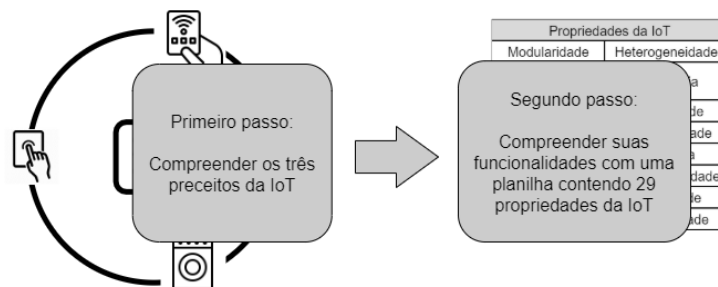 Primeiro passo:
Compreender os três
preceitos da IoT
Segundo passo:
Compreender suas
funcionalidades com uma
planilha contendo 29
propriedades da IoT
Propriedades da IoT
Modularidade Heterogeneidade